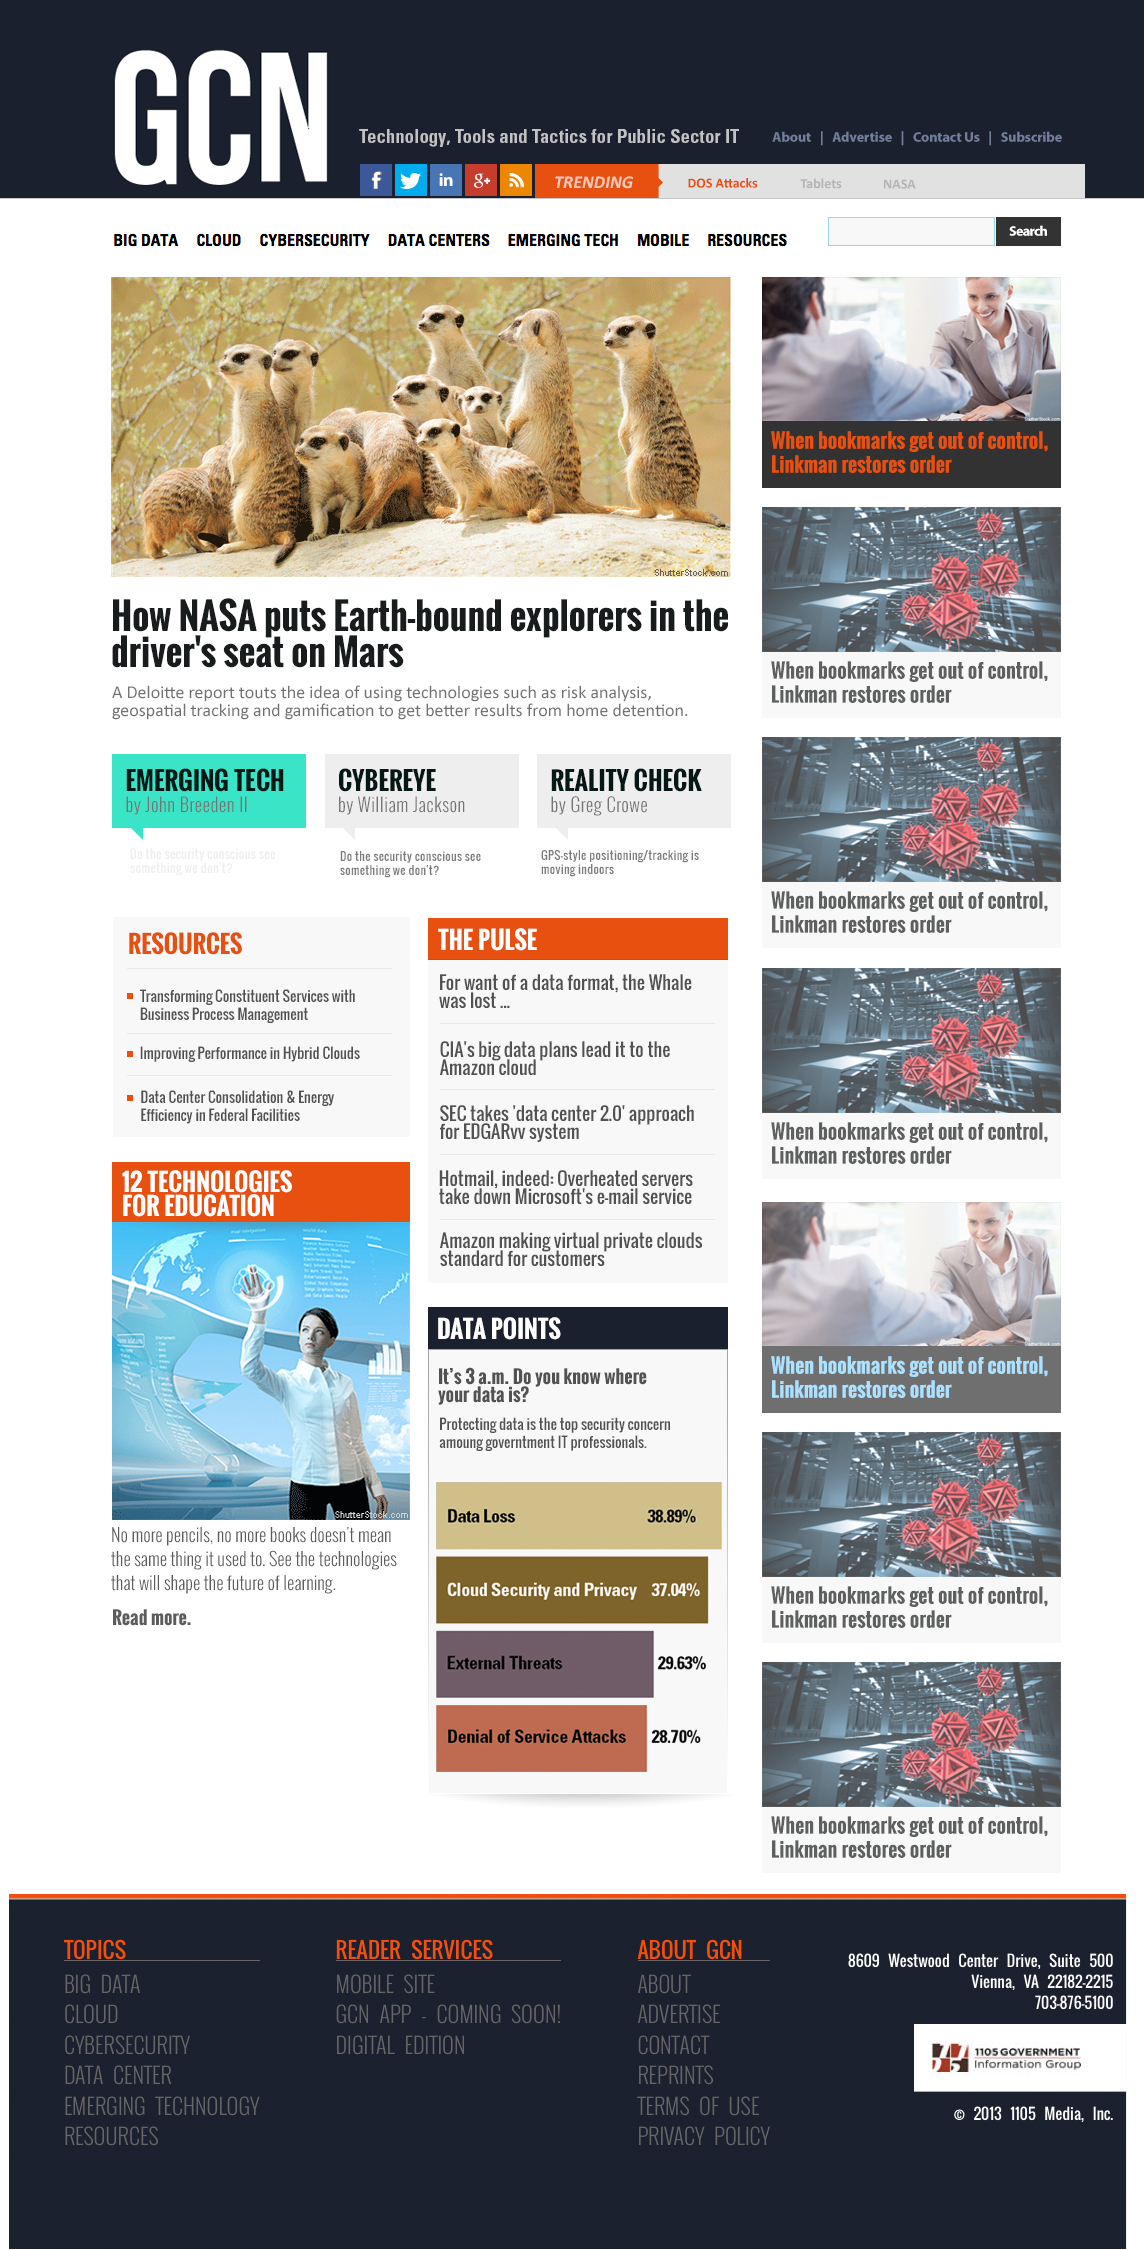 GCN
Technology, Tools and Tactics for Public Sector IT
About | Advertise | Contact Us | Subscribe
TRENDING
DOS Attacks
Tablets
NASA
BIG DATA
CLOUD
CYBERSECURITY
DATA CENTERS
EMERGING TECH
MOBILE
RESOURCES
Search
ShutterStock.com
How NASA puts Earth-bound explorers in the
driver's seat on Mars
A Deloitte report touts the idea of using technologies such as risk analysis,
geospatial tracking and gamification to get better results from home detention.
EMERGING TECH
by John Breeden II
Do the security conscious see
something we don't?
CYBEREYE
by William Jackson
Do the security conscious see
something we don't?
REALITY CHECK
by Greg Crowe
GPS-style positioning/tracking is
moving indoors
RESOURCES
Transforming Constituent Services with
Business Process Management
Improving Performance in Hybrid Clouds
Data Center Consolidation & Energy
Efficiency in Federal Facilities
12 TECHNOLOGIES
FOR EDUCATION
ShutterStock.com
No more pencils, no more books doesn't mean
the same thing it used to. See the technologies
that will shape the future of learning.
Read more.
THE PULSE
For want of a data format, the Whale
was lost ...
CIA's big data plans lead it to the
Amazon cloud
SEC takes 'data center 2.0' approach
for EDGARvv system
Hotmail, indeed: Overheated servers
take down Microsoft's e-mail service
Amazon making virtual private clouds
standard for customers
DATA POINTS
It's 3 a.m. Do you know where
your data is?
Protecting data is the top security concern
amoung governtment IT professionals.
Data Loss 38.89%
Cloud Security and Privacy 37.04%
External Threats 29.63%
Denial of Service Attacks 28.70%
ShutterStock.com
When bookmarks get out of control,
Linkman restores order
When bookmarks get out of control,
Linkman restores order
When bookmarks get out of control,
Linkman restores order
When bookmarks get out of control,
Linkman restores order
ShutterStock.com
When bookmarks get out of control,
Linkman restores order
When bookmarks get out of control,
Linkman restores order
When bookmarks get out of control,
Linkman restores order
TOPICS
BIG DATA
CLOUD
CYBERSECURITY
DATA CENTER
EMERGING TECHNOLOGY
RESOURCES
READER SERVICES
MOBILE SITE
GCN APP - COMING SOON!
DIGITAL EDITION
ABOUT GCN
ABOUT
ADVERTISE
CONTACT
REPRINTS
TERMS OF USE
PRIVACY POLICY
8609 Westwood Center Drive, Suite 500
Vienna, VA 22182-2215
703-876-5100
1105 GOVERNMENT
Information Group
© 2013 1105 Media, Inc.